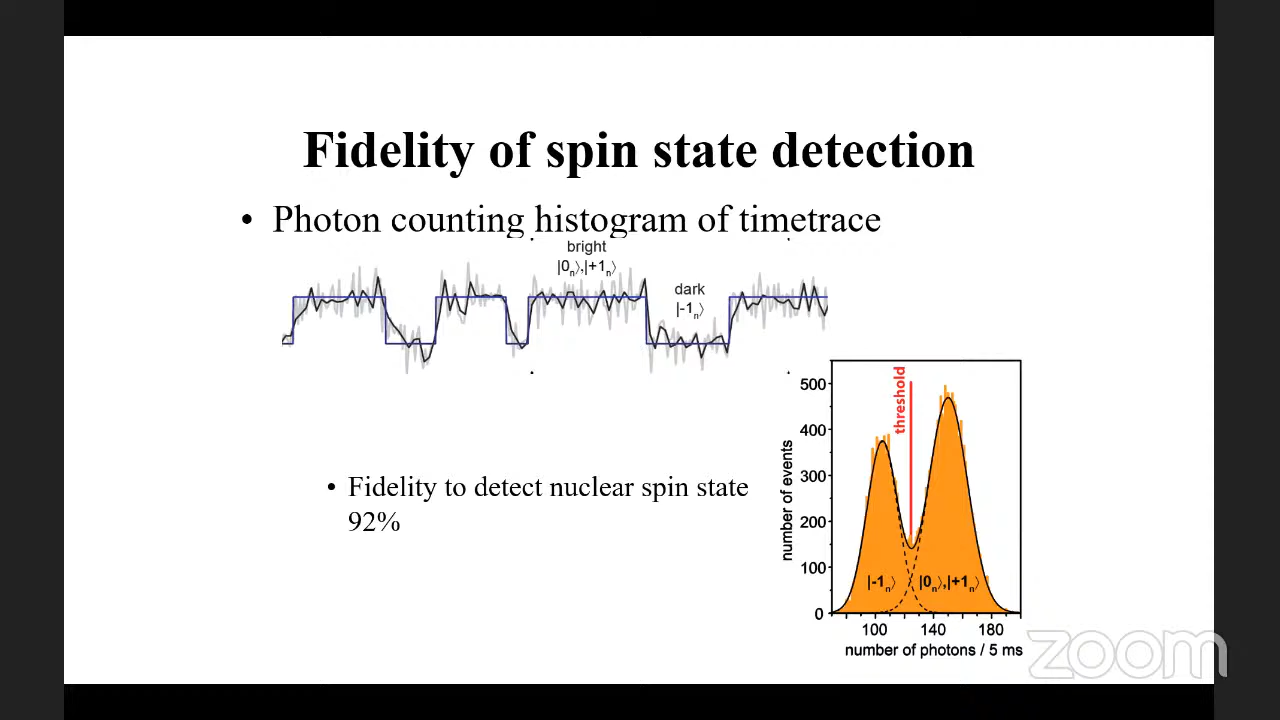 Fidelity of spin state detection
• Photon counting histogram of timetrace
bright
|0n⟩,|+1n⟩
dark
|-1n⟩
• Fidelity to detect nuclear spin state
92%
threshold
number of events
500
400
300
200
100
0
|-1n⟩ |0n⟩,|+1n⟩
100 140 180
number of photons / 5 ms
zoom